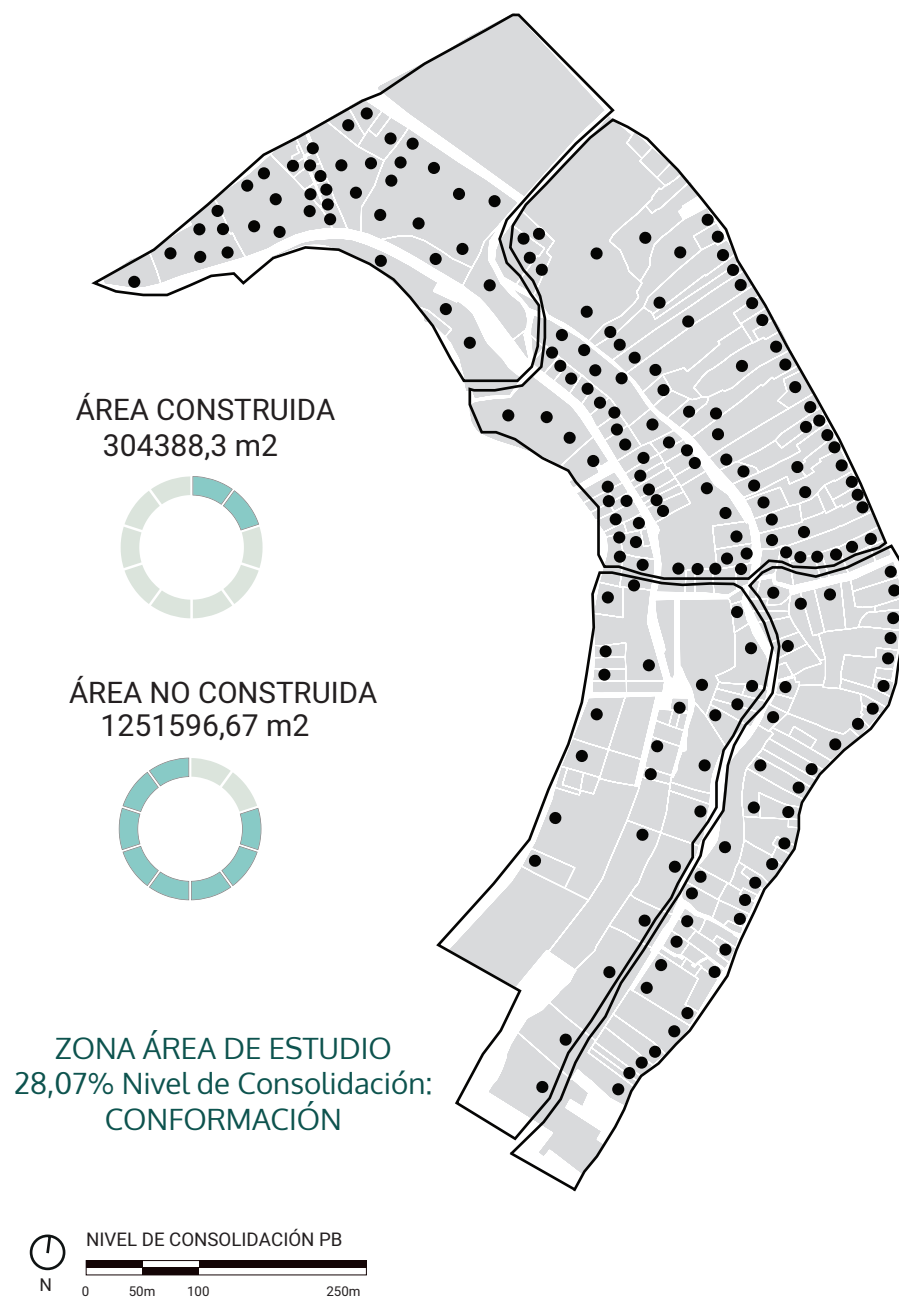 ÁREA CONSTRUIDA
304388,3 m2
ÁREA NO CONSTRUIDA
1251596,67 m2
ZONA ÁREA DE ESTUDIO
28,07% Nivel de Consolidación:
CONFORMACIÓN
NIVEL DE CONSOLIDACIÓN PB
N
0 50m 100 250m